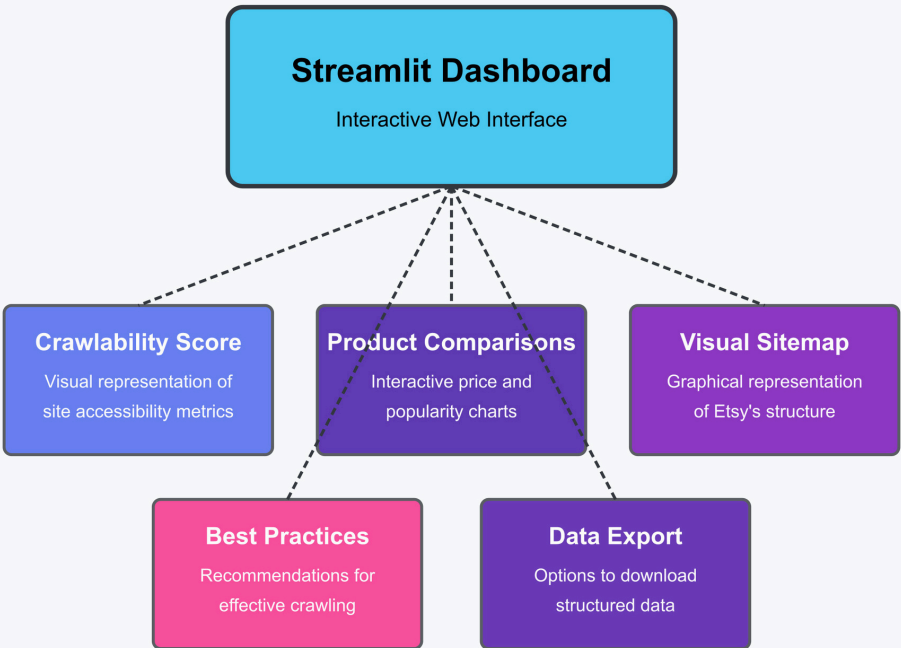 Streamlit Dashboard
Interactive Web Interface
Crawlability Score
Visual representation of
site accessibility metrics
Product Comparisons
Interactive price and
popularity charts
Visual Sitemap
Graphical representation
of Etsy's structure
Best Practices
Recommendations for
effective crawling
Data Export
Options to download
structured data